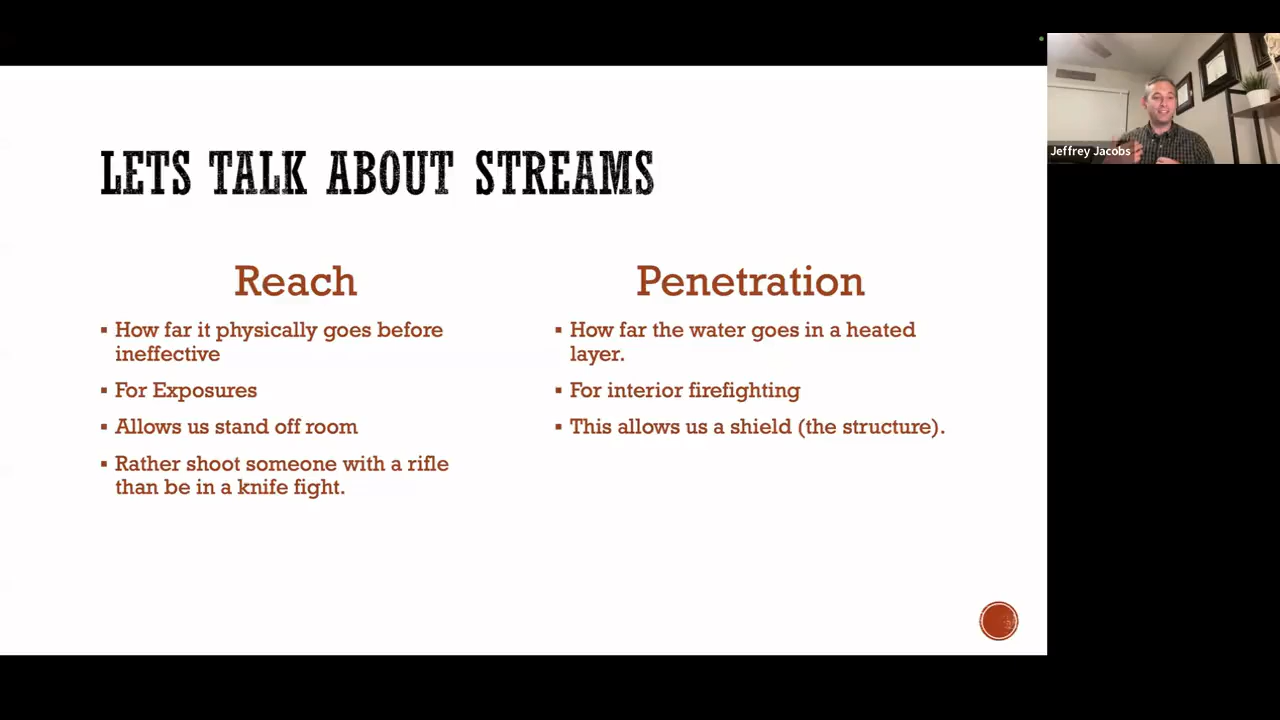 LETS TALK ABOUT STREAMS
Reach
▪ How far it physically goes before
ineffective
▪ For Exposures
▪ Allows us stand off room
▪ Rather shoot someone with a rifle
than be in a knife fight.
Penetration
▪ How far the water goes in a heated
layer.
▪ For interior firefighting
▪ This allows us a shield (the structure).
Jeffrey Jacobs